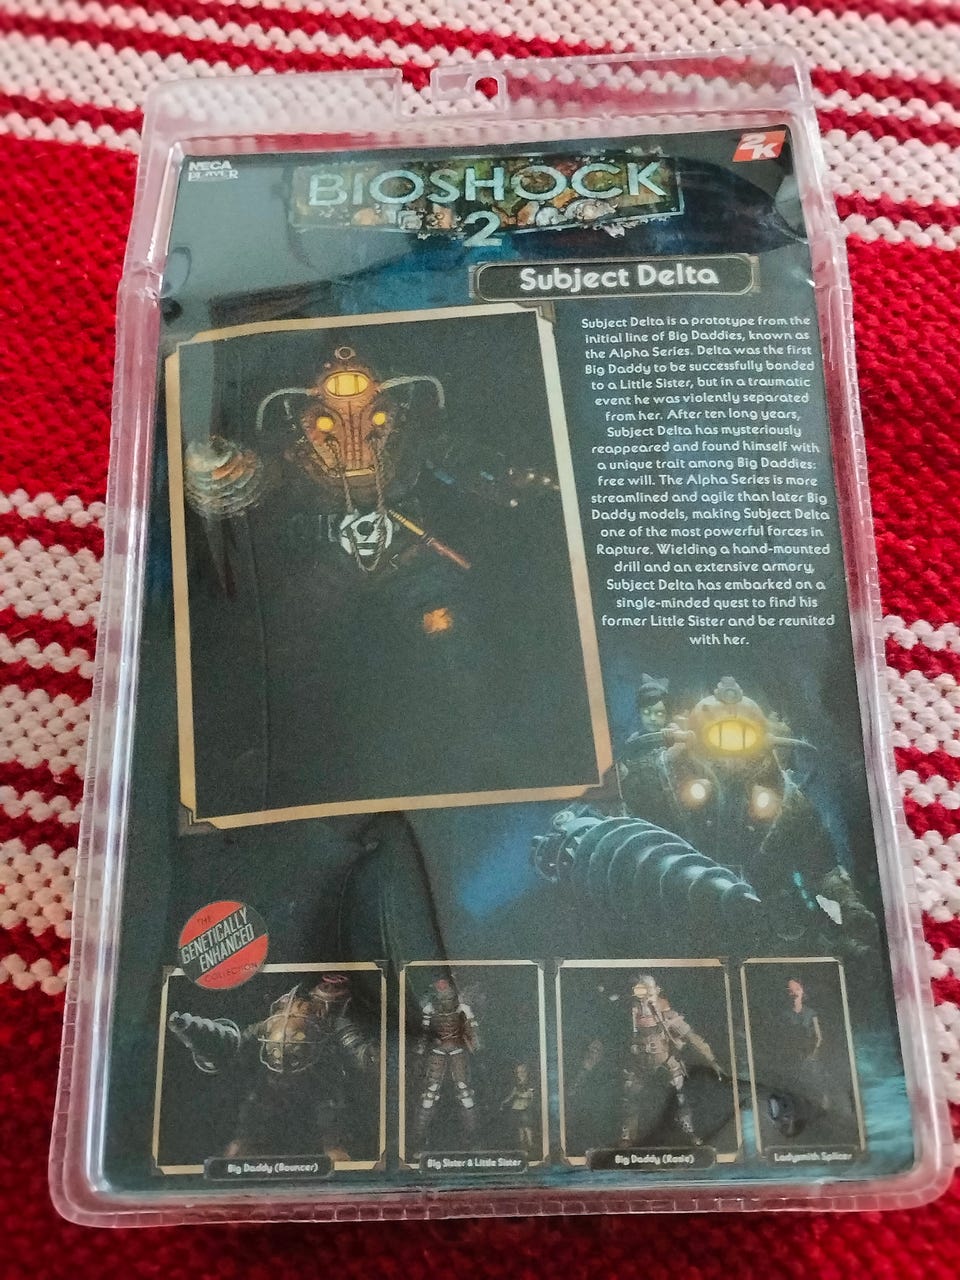 NECA
PLAYER
2K
BIOSHOCK
2
Subject Delta
Subject Delta is a prototype from the
initial line of Big Daddies, known as
the Alpha Series. Delta was the first
Big Daddy to be successfully bonded
to a Little Sister, but in a traumatic
event he was violently separated
from her. After ten long years,
Subject Delta has mysteriously
reappeared and found himself with
a unique trait among Big Daddies:
free will. The Alpha Series is more
streamlined and agile than later Big
Daddy models, making Subject Delta
one of the most powerful forces in
Rapture. Wielding a hand-mounted
drill and an extensive armory,
Subject Delta has embarked on a
single-minded quest to find his
former Little Sister and be reunited
with her.
THE
GENETICALLY
ENHANCED
COLLECTION
Big Daddy (Bouncer)
Big Sister & Little Sister
Big Daddy (Rosie)
Ladysmith Splicer